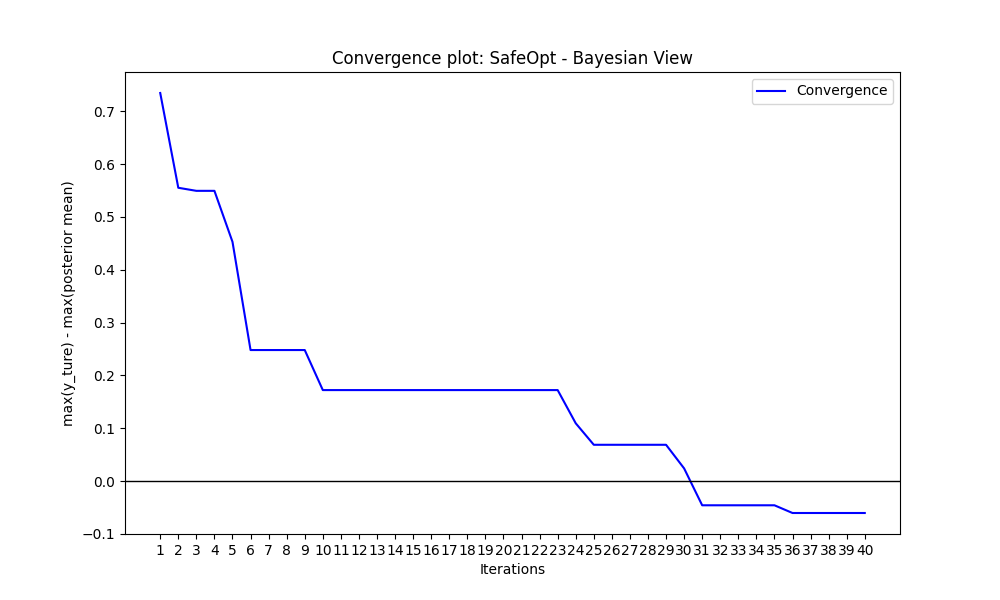 Convergence plot: SafeOpt - Bayesian View
Convergence
max(y_ture) - max(posterior mean)
0.7
0.6
0.5
0.4
0.3
0.2
0.1
0.0
−0.1
1 2 3 4 5 6 7 8 9 10 11 12 13 14 15 16 17 18 19 20 21 22 23 24 25 26 27 28 29 30 31 32 33 34 35 36 37 38 39 40
Iterations